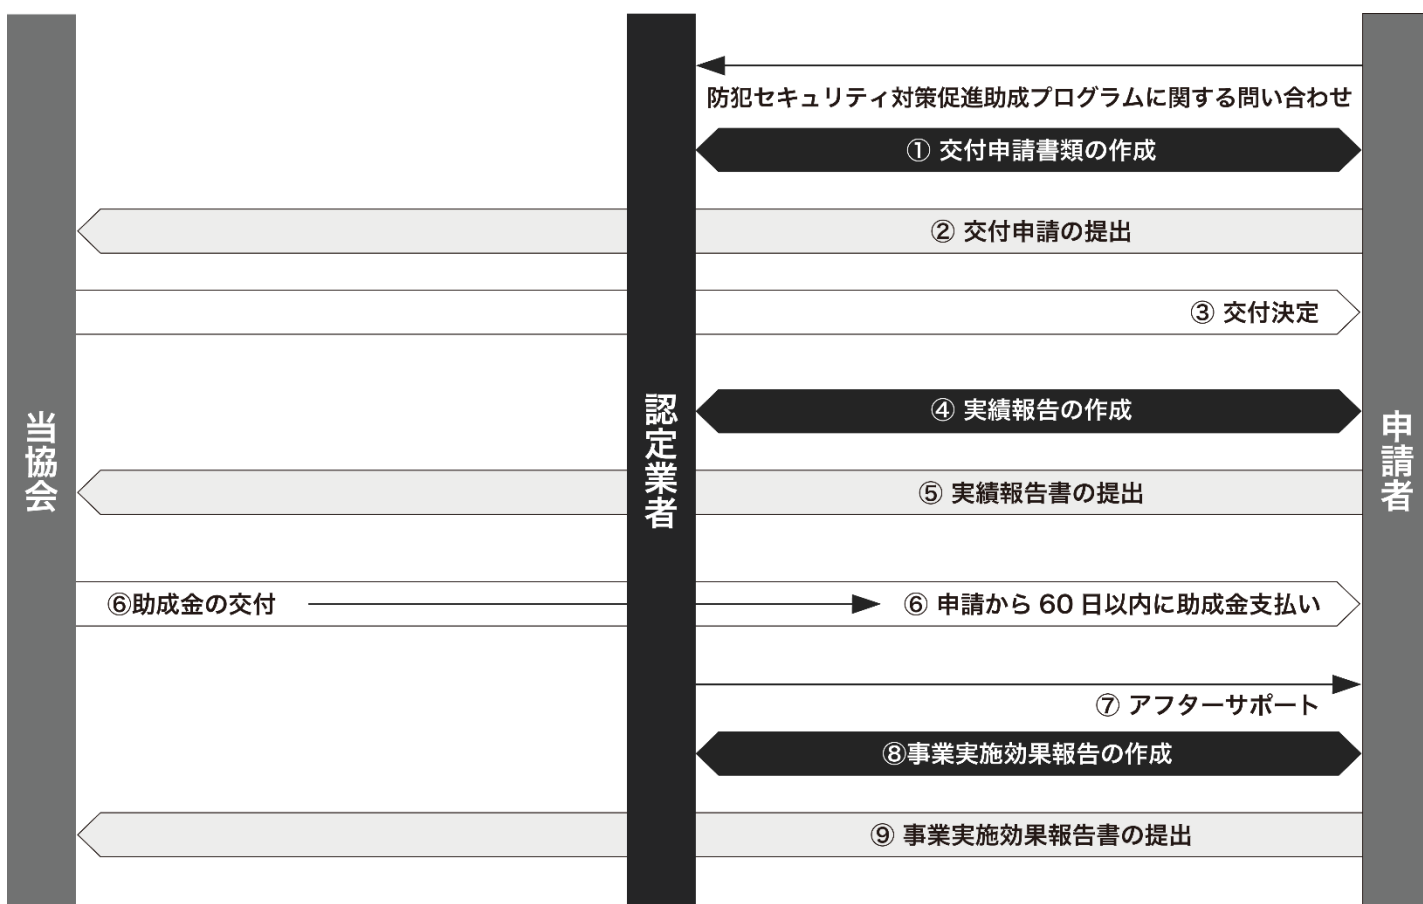 防犯セキュリティ対策促進助成プログラムに関する問い合わせ
① 交付申請書類の作成
② 交付申請の提出
③ 交付決定
④ 実績報告の作成
⑤ 実績報告書の提出
⑥助成金の交付
⑥ 申請から 60 日以内に助成金支払い
⑦ アフターサポート
⑧事業実施効果報告の作成
⑨ 事業実施効果報告書の提出
当協会
認定業者
申請者